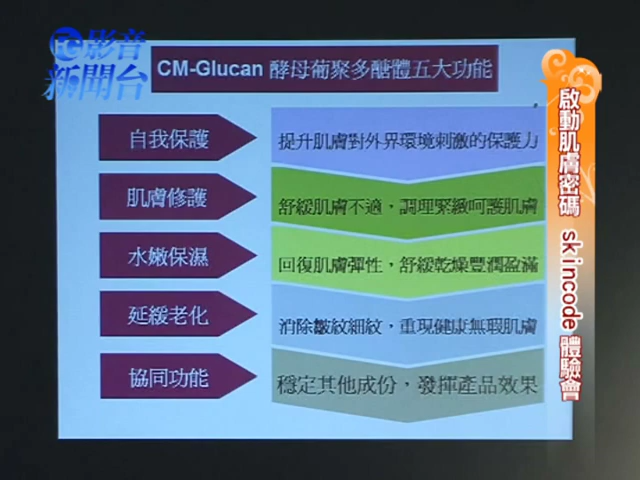 iG影音
新聞台
CM-Glucan 酵母葡聚多醣體五大功能
自我保護
提升肌膚對外界環境刺激的保護力
肌膚修護
舒緩肌膚不適，調理緊緻呵護肌膚
水嫩保濕
回復肌膚彈性，舒緩乾燥豐潤盈滿
延緩老化
消除皺紋細紋，重現健康無瑕肌膚
協同功能
穩定其他成份，發揮產品效果
啟動肌膚密碼 skincode 體驗會